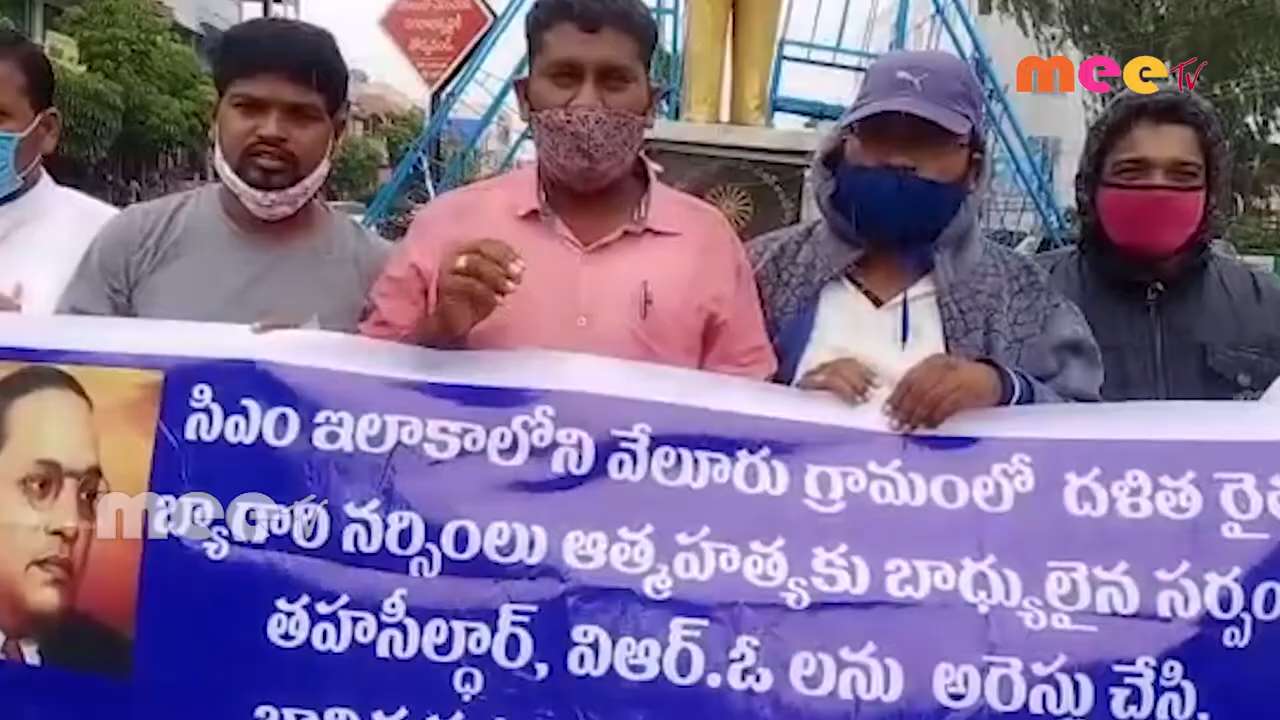 meeTV
సిఎం ఇలాకాలోని వేలూరు గ్రామంలో దళిత
బ్యాగారి నర్సింలు ఆత్మహత్యకు బాధ్యులైన
తహసీల్ధార్, విఆర్.ఓ లను అరెస్టు చేసి,